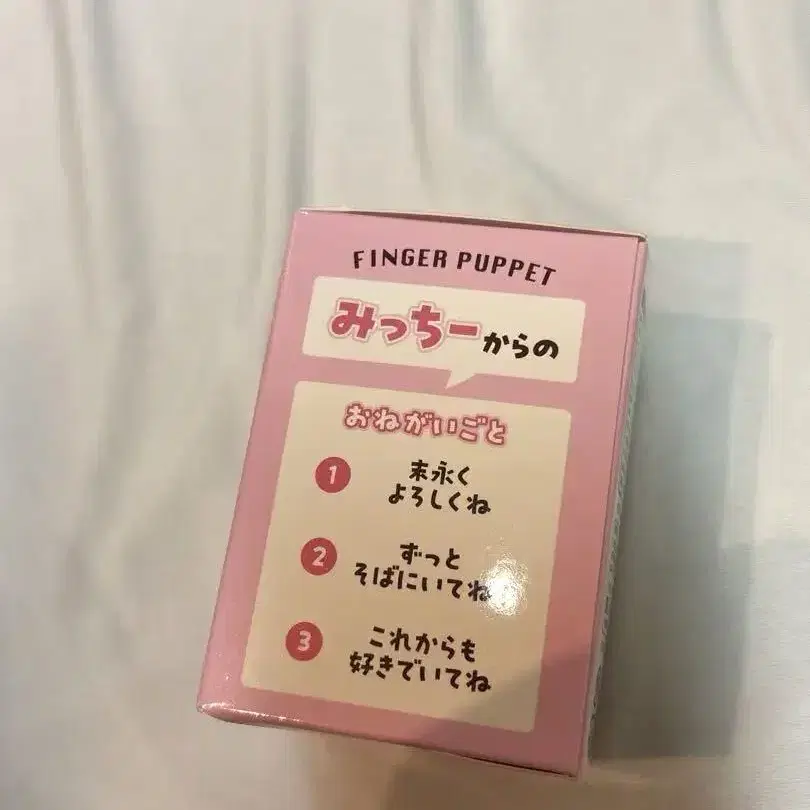 FINGER PUPPET
みっちーからの
おねがいごと
1 末永く
よろしくね
2 ずっと
そばにいてね
3 これからも
好きでいてね